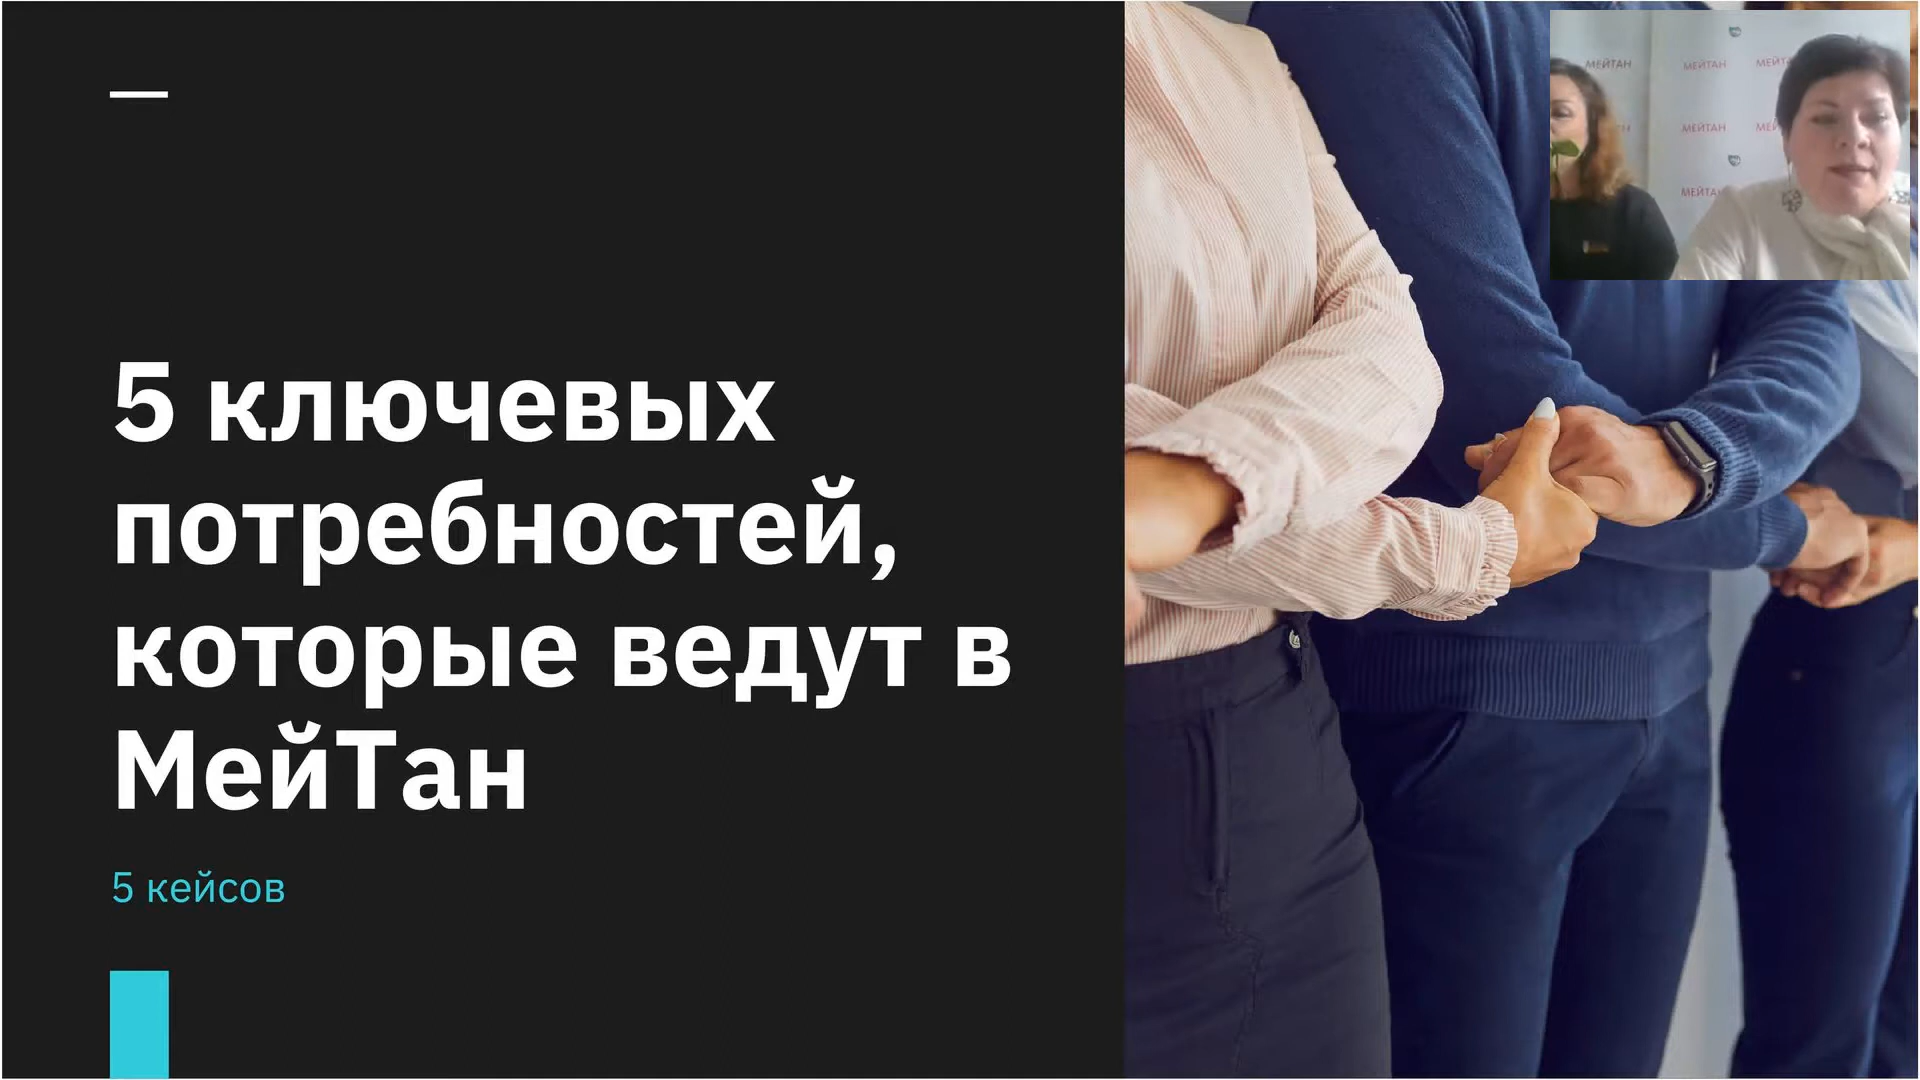 5 ключевых
потребностей,
которые ведут в
МейТан
5 кейсов
МЕЙТАН
МЕЙТАН
МЕЙТАН